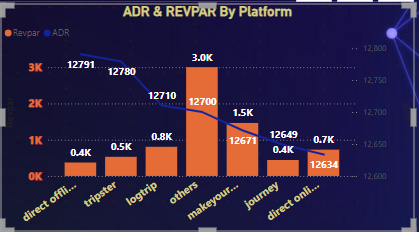 ADR & REVPAR By Platform
Revpar ADR
3K
2K
1K
0K
12,800
12,750
12,700
12,650
12,600
12791
12780
12710
12700
12671
12649
12634
0.4K
0.5K
0.8K
3.0K
1.5K
0.4K
0.7K
direct offli...
tripster
logtrip
others
makeyour...
journey
direct onli...